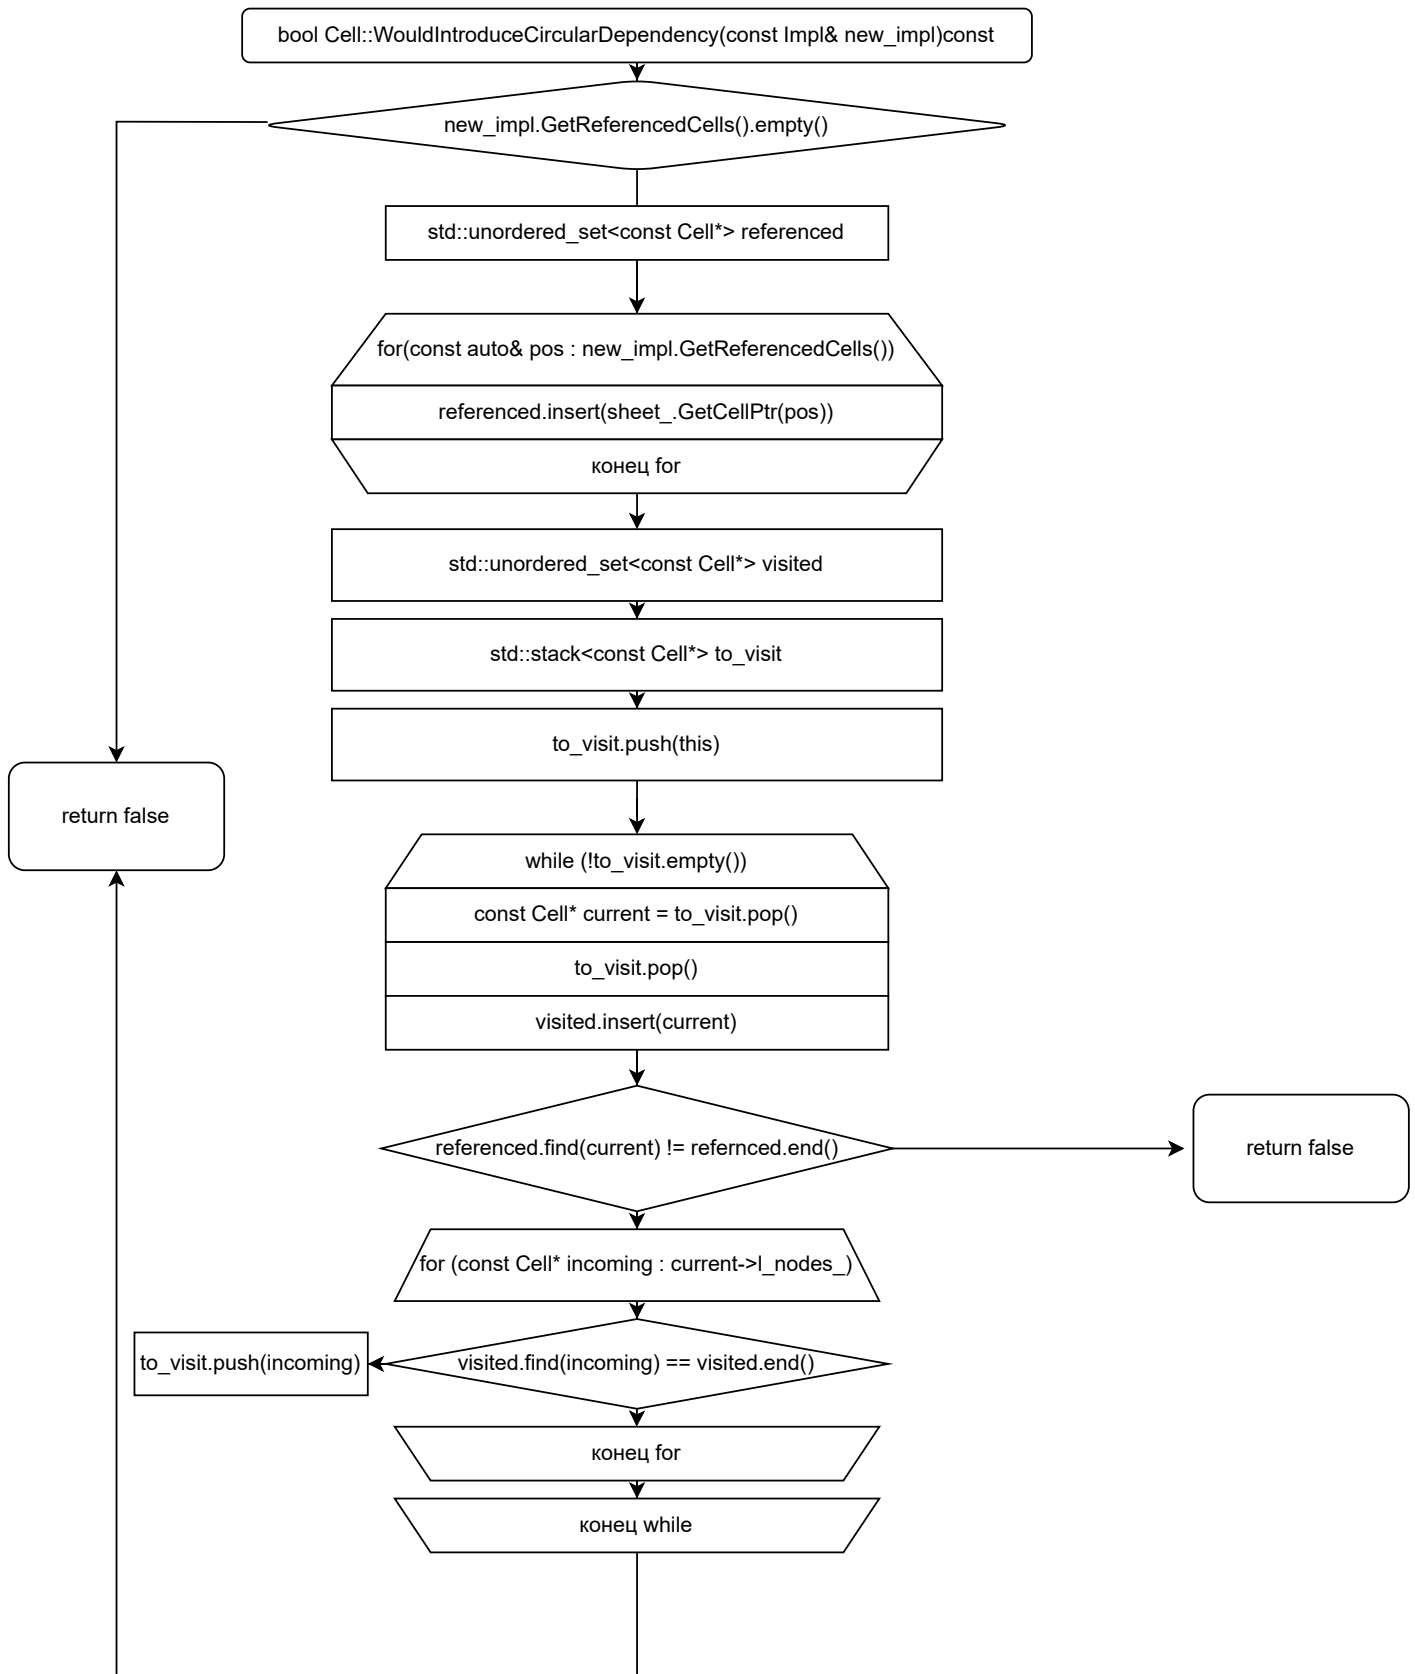 bool Cell::WouldIntroduceCircularDependency(const Impl& new_impl)const
new_impl.GetReferencedCells().empty()
std::unordered_set<const Cell*> referenced
for(const auto& pos : new_impl.GetReferencedCells())
referenced.insert(sheet_.GetCellPtr(pos))
конец for
std::unordered_set<const Cell*> visited
std::stack<const Cell*> to_visit
to_visit.push(this)
return false
while (!to_visit.empty())
const Cell* current = to_visit.pop()
to_visit.pop()
visited.insert(current)
referenced.find(current) != refernced.end()
return false
for (const Cell* incoming : current->l_nodes_)
to_visit.push(incoming)
visited.find(incoming) == visited.end()
конец for
конец while